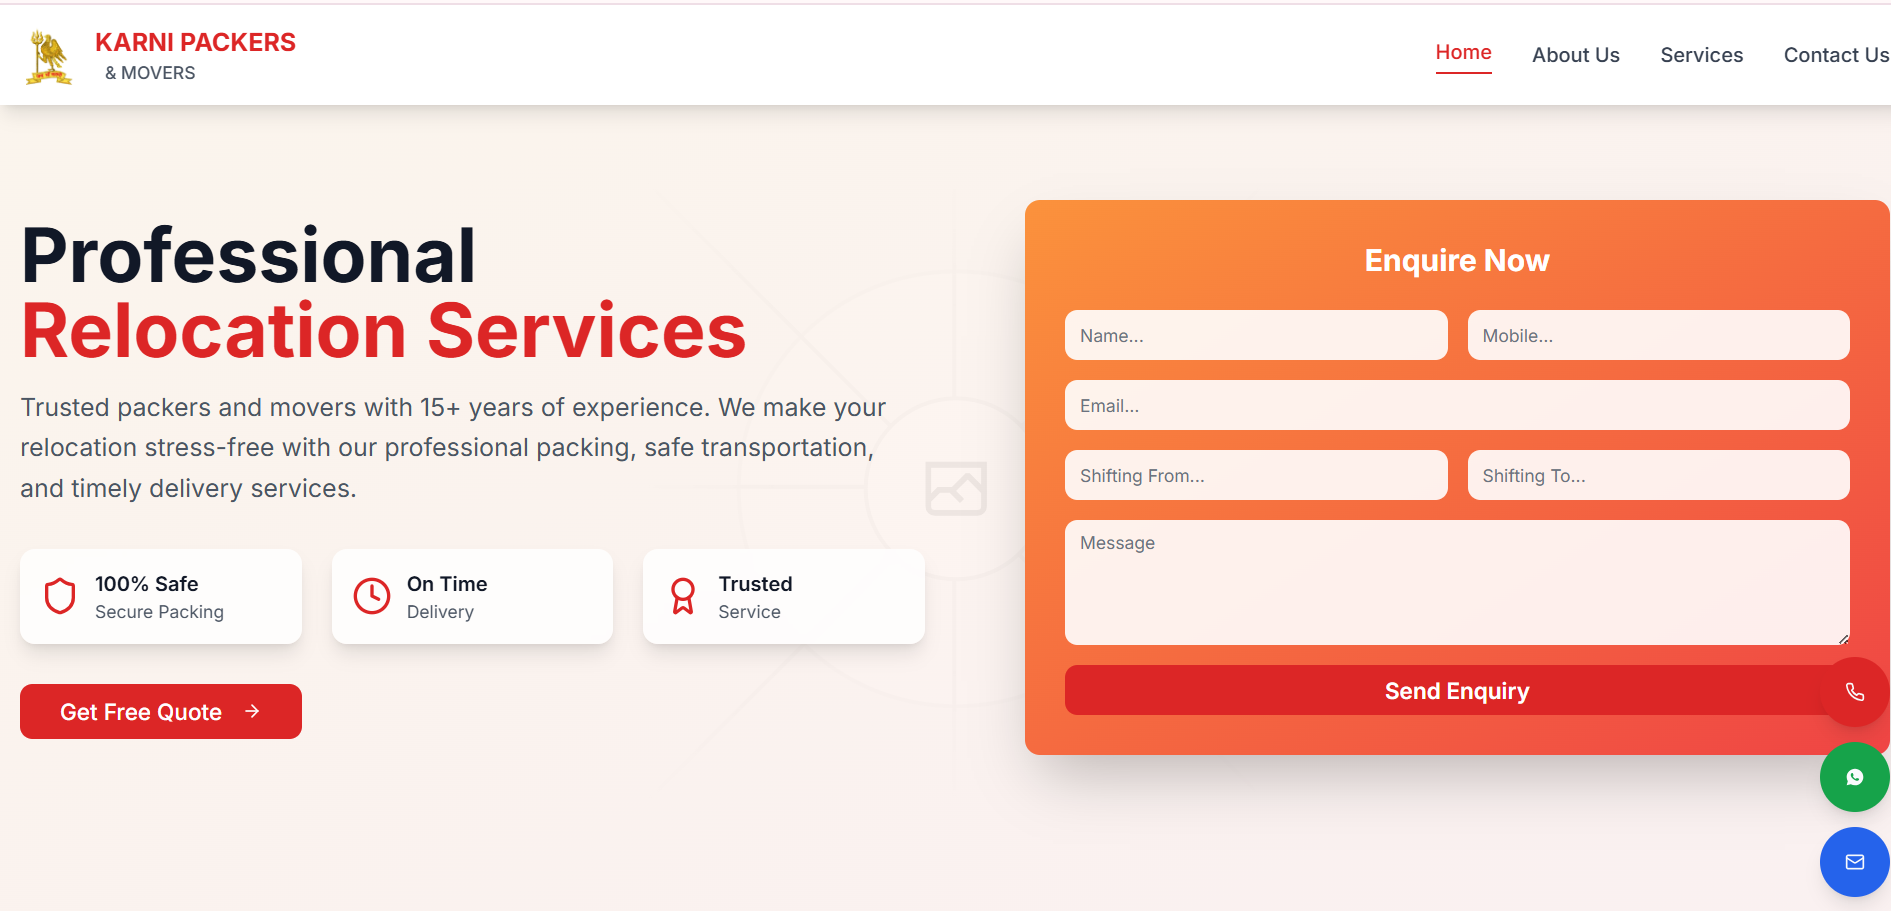 KARNI PACKERS
& MOVERS
Home
About Us
Services
Contact Us
Professional
Relocation Services
Trusted packers and movers with 15+ years of experience. We make your
relocation stress-free with our professional packing, safe transportation,
and timely delivery services.
100% Safe
Secure Packing
On Time
Delivery
Trusted
Service
Get Free Quote
Enquire Now
Name...
Mobile...
Email...
Shifting From...
Shifting To...
Message
Send Enquiry